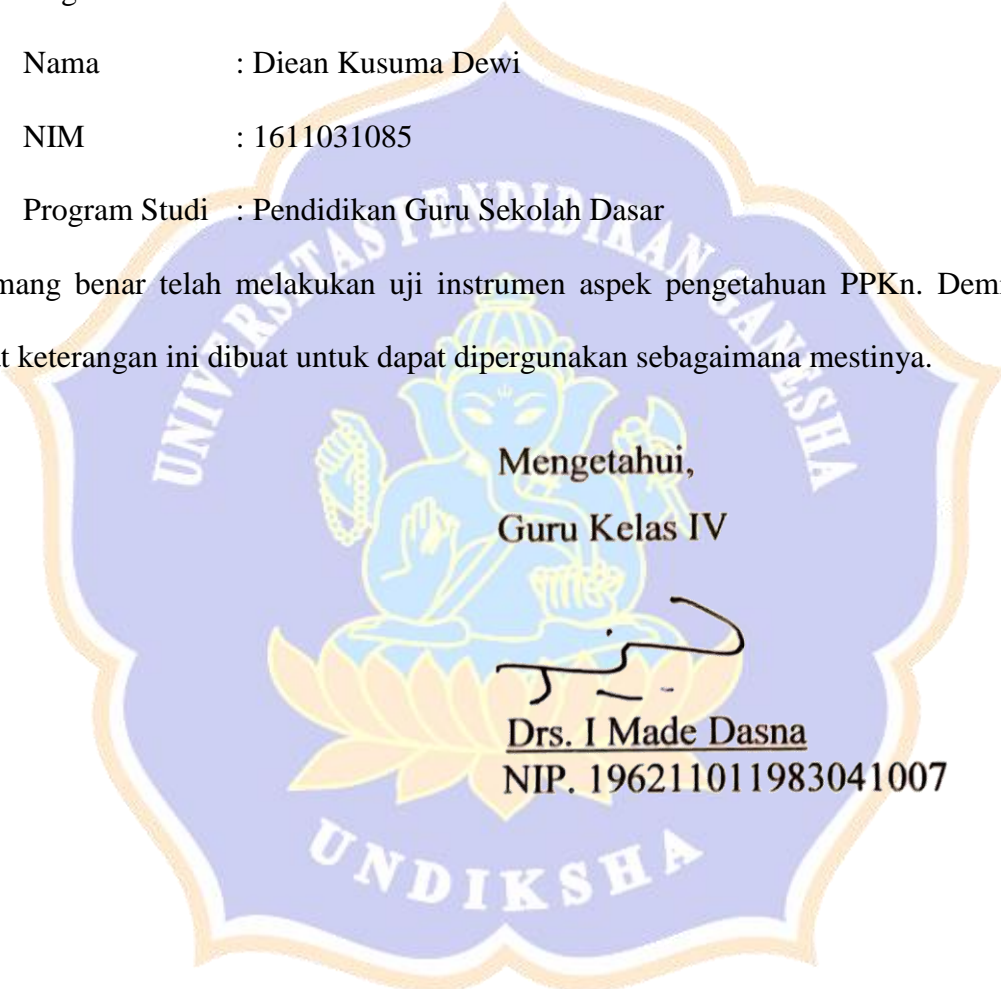 Nama : Diean Kusuma Dewi
NIM : 1611031085
Program Studi : Pendidikan Guru Sekolah Dasar
mang benar telah melakukan uji instrumen aspek pengetahuan PPKn. Dem
t keterangan ini dibuat untuk dapat dipergunakan sebagaimana mestinya.
UNIVERSITAS PENDIDIKAN GANESHA
Mengetahui,
Guru Kelas IV
Drs. I Made Dasna
NIP. 196211011983041007
UNDIKSHA